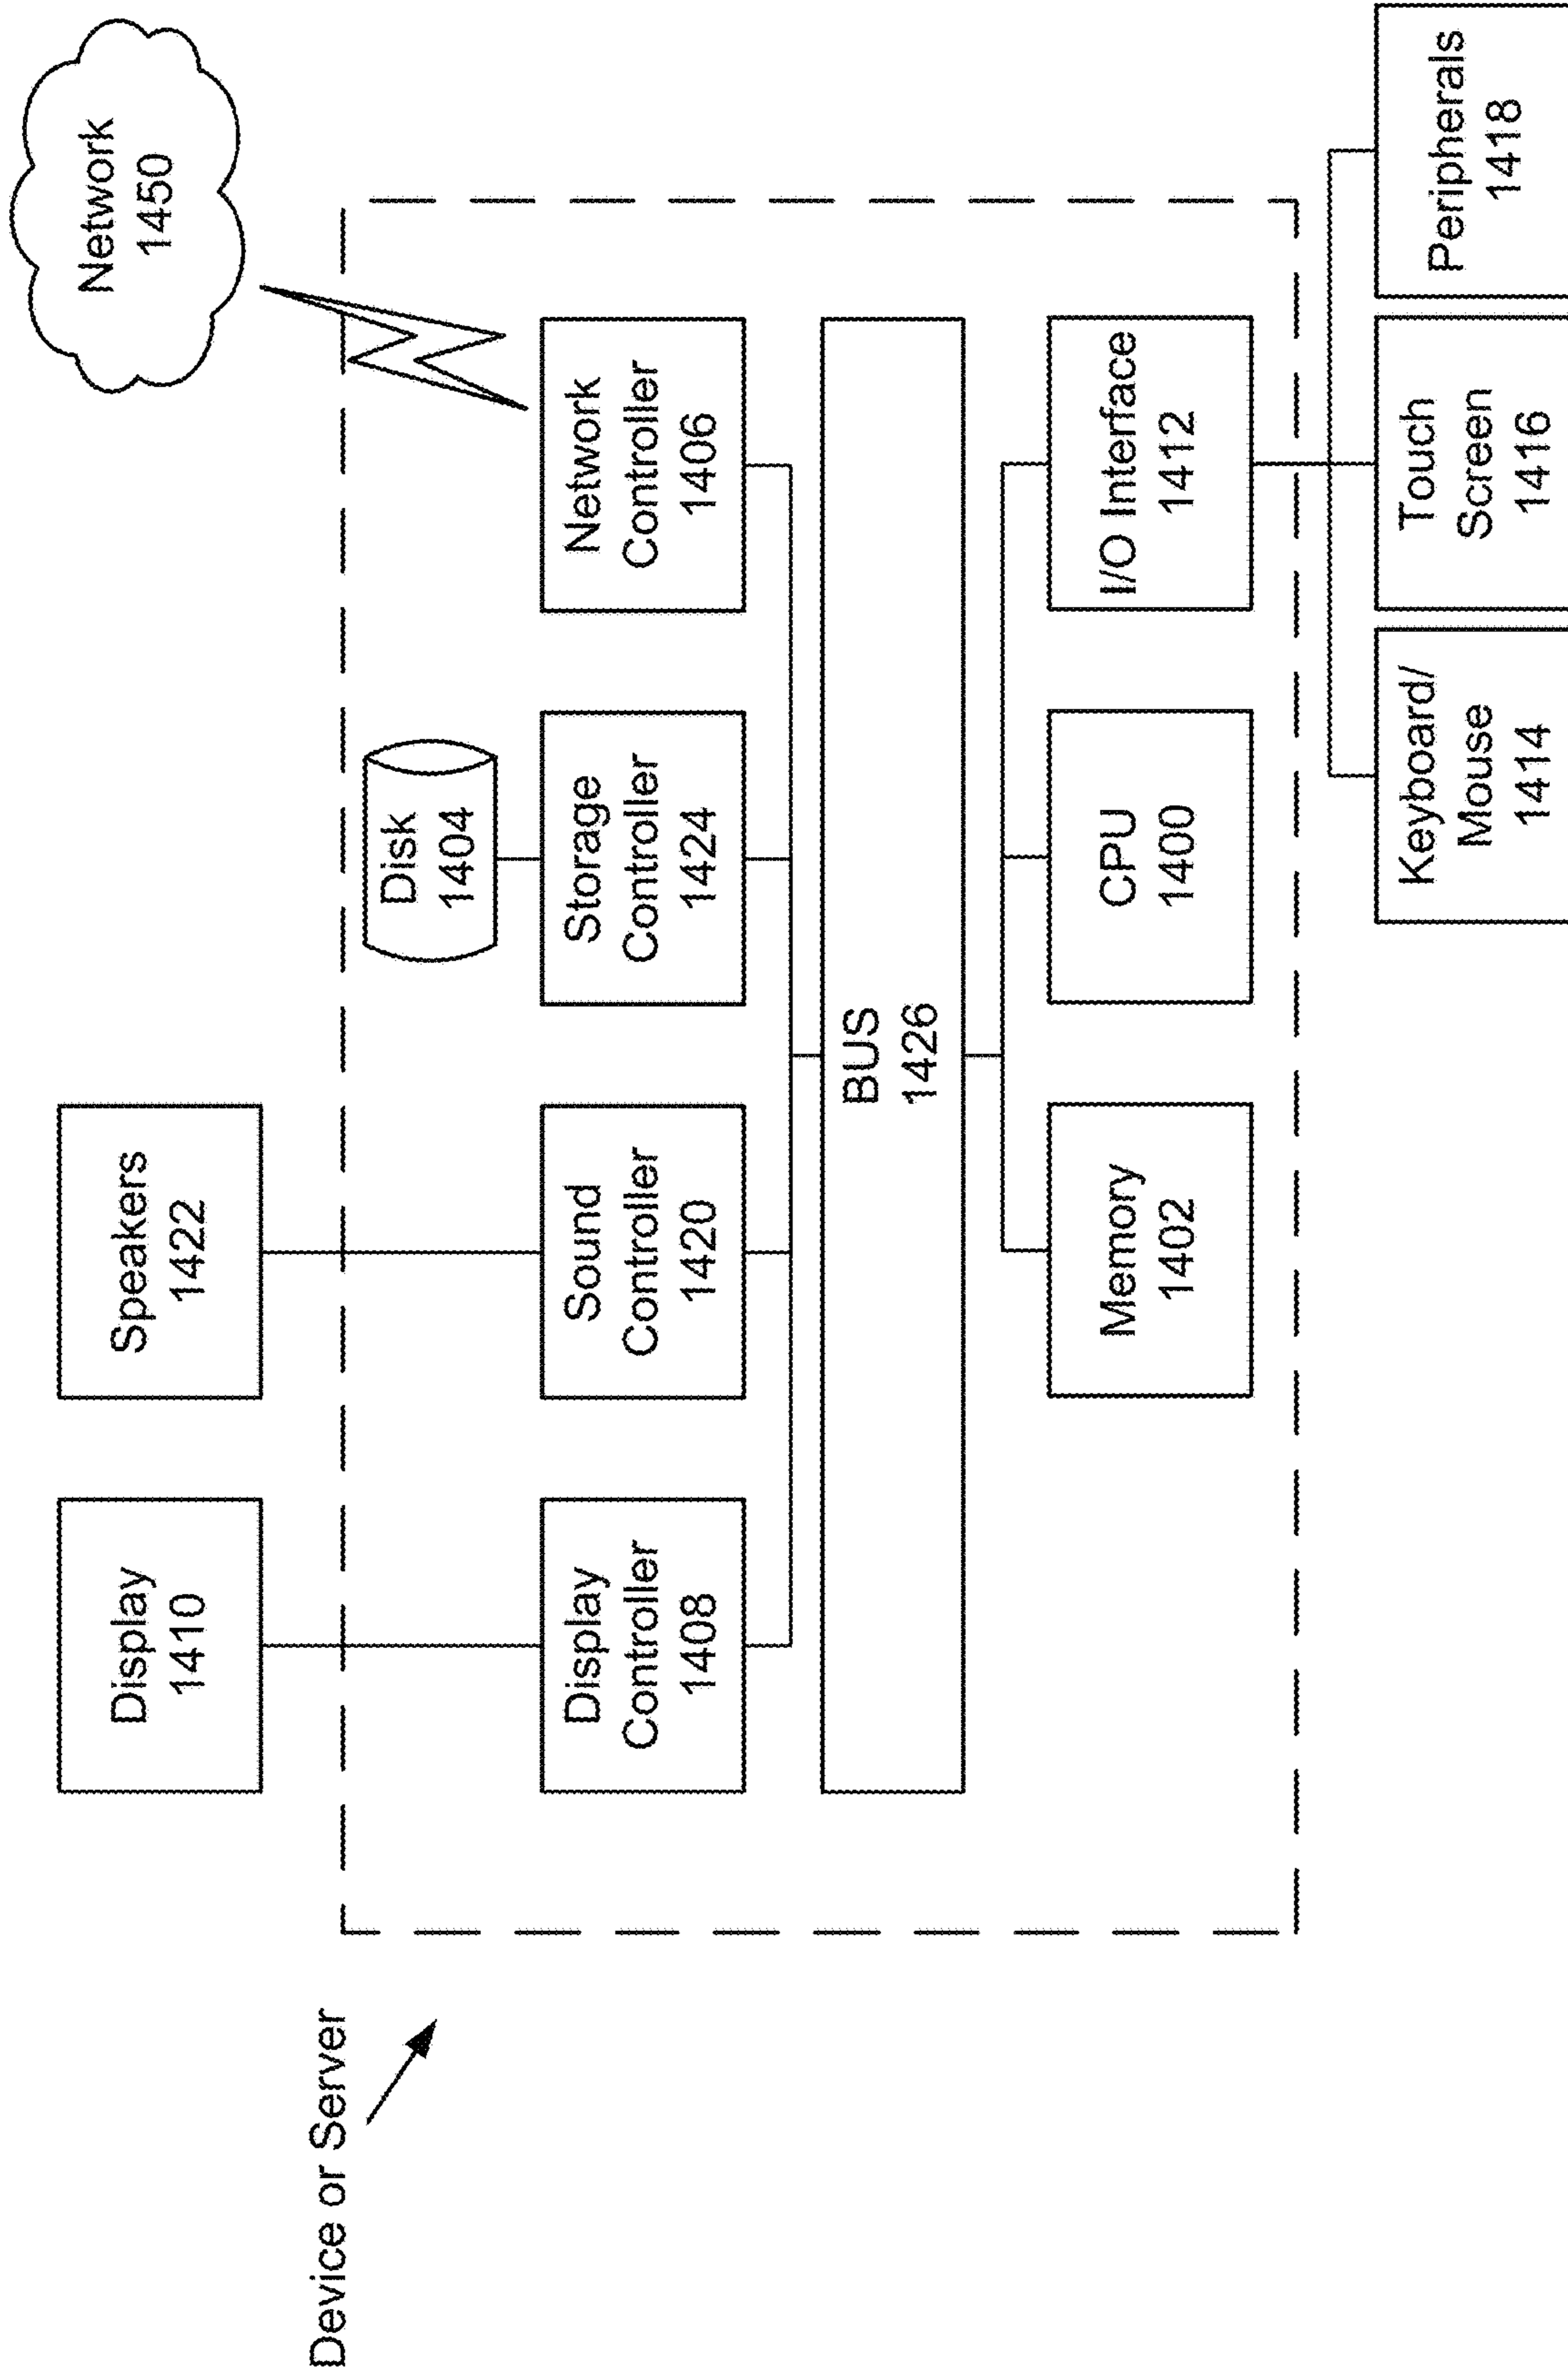 Device or Server
Display
1410
Speakers
1422
Network
1450
Disk
1404
Display
Controller
1408
Sound
Controller
1420
Storage
Controller
1424
Network
Controller
1406
BUS
1426
Memory
1402
CPU
1400
I/O Interface
1412
Keyboard/
Mouse
1414
Touch
Screen
1416
Peripherals
1418